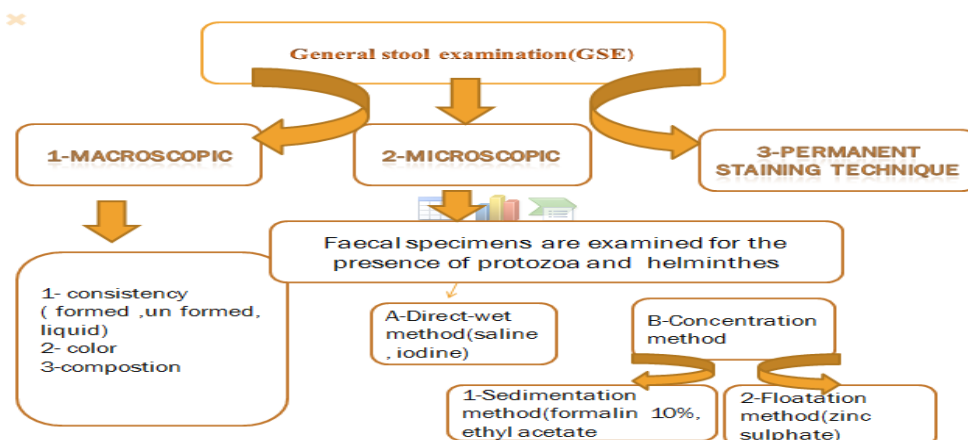 General stool examination(GSE)
1-MACROSCOPIC
2-MICROSCOPIC
3-PERMANENT
STAINING TECHNIQUE
Faecal specimens are examined for the
presence of protozoa and helminthes
1- consistency
( formed ,un formed,
liquid)
2- color
3-compostion
A-Direct-wet
method(saline
, iodine)
B-Concentration
method
1-Sedimentation
method(formalin 10%,
ethyl acetate
2-Floatation
method(zinc
sulphate)